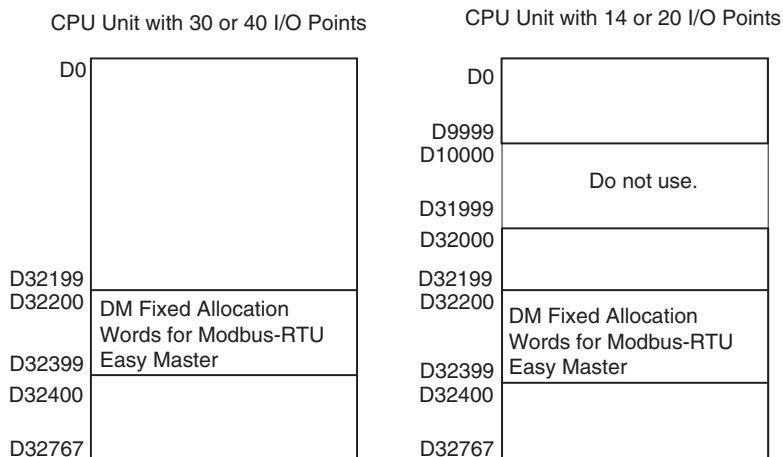 CPU Unit with 30 or 40 I/O Points
D0
D32199
D32200
DM Fixed Allocation
Words for Modbus-RTU
Easy Master
D32399
D32400
D32767
CPU Unit with 14 or 20 I/O Points
D0
D9999
D10000
Do not use.
D31999
D32000
D32199
D32200
DM Fixed Allocation
Words for Modbus-RTU
Easy Master
D32399
D32400
D32767